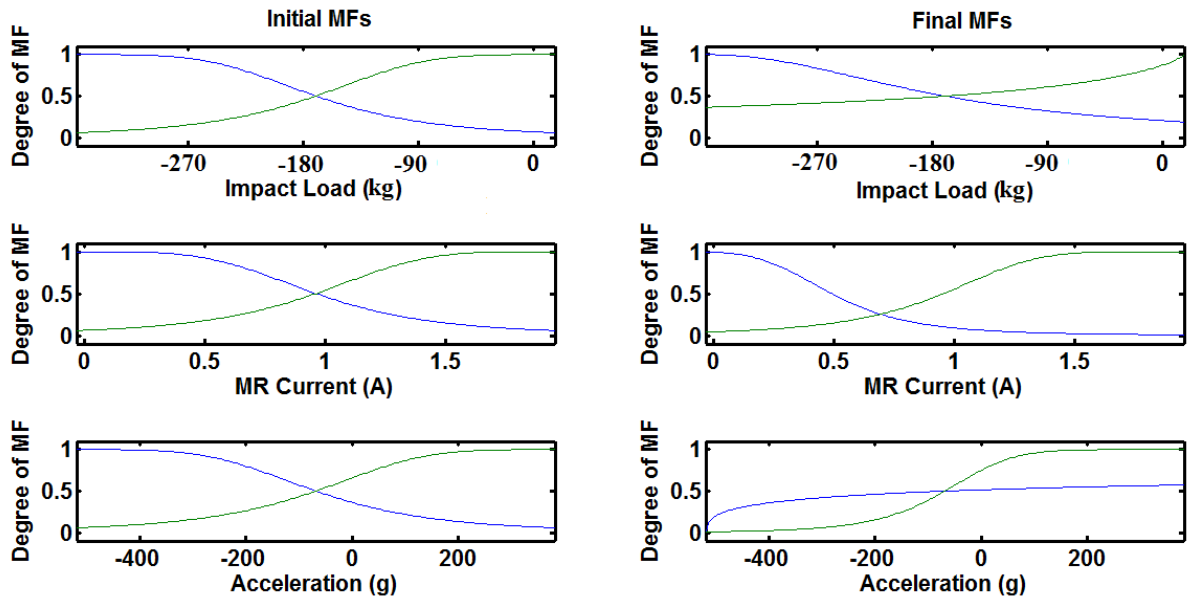 Initial MFs
Degree of MF
1
0.5
0
-270 -180 -90 0
Impact Load (kg)
Degree of MF
1
0.5
0
0 0.5 1 1.5
MR Current (A)
Degree of MF
1
0.5
0
-400 -200 0 200
Acceleration (g)
Final MFs
Degree of MF
1
0.5
0
-270 -180 -90 0
Impact Load (kg)
Degree of MF
1
0.5
0
0 0.5 1 1.5
MR Current (A)
Degree of MF
1
0.5
0
-400 -200 0 200
Acceleration (g)